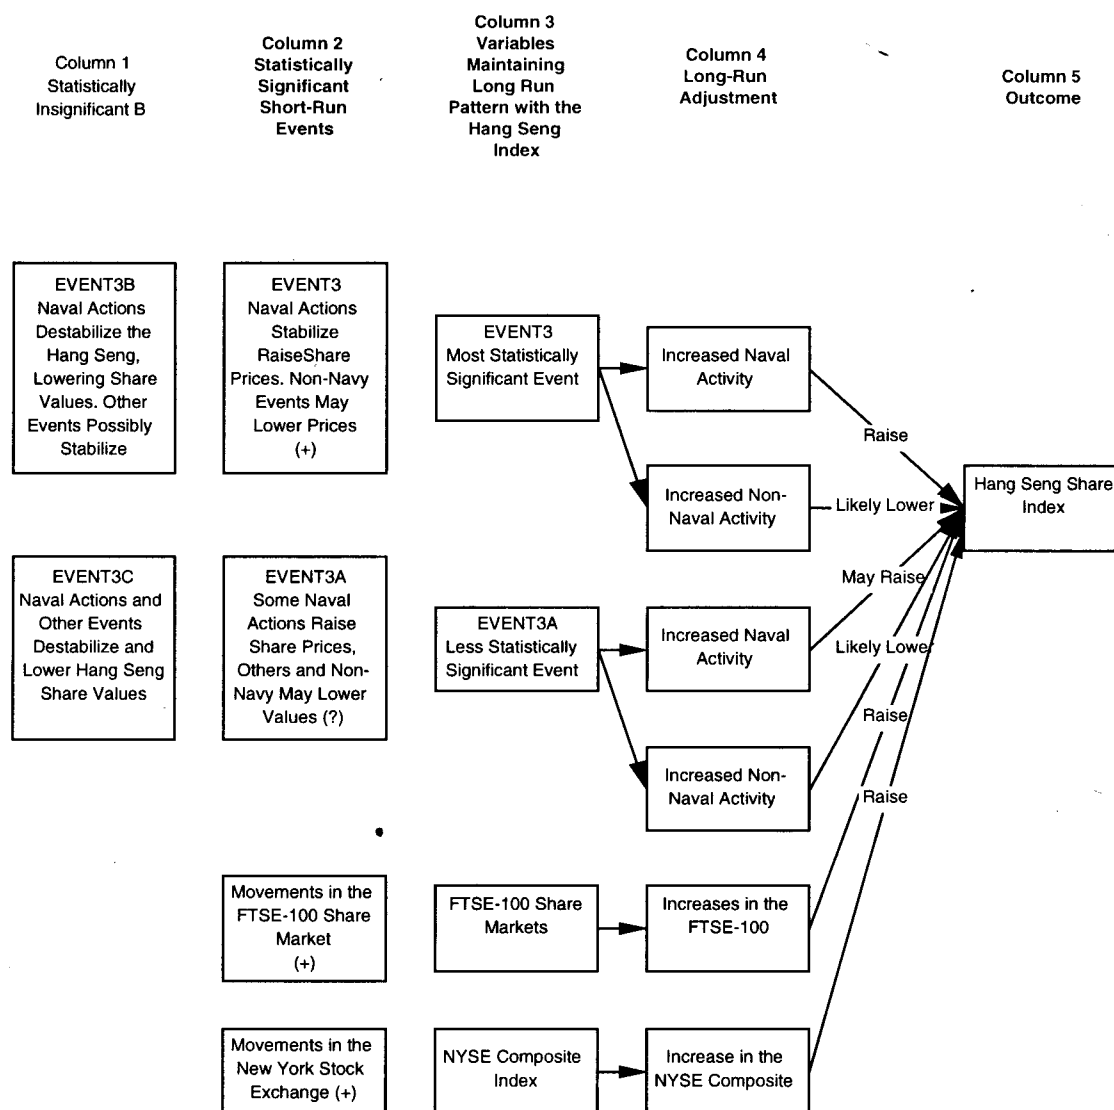 Column 1
Statistically
Insignificant B
Column 2
Statistically
Significant
Short-Run
Events
Column 3
Variables
Maintaining
Long Run
Pattern with the
Hang Seng
Index
Column 4
Long-Run
Adjustment
Column 5
Outcome
EVENT3B
Naval Actions
Destabilize the
Hang Seng,
Lowering Share
Values. Other
Events Possibly
Stabilize
EVENT3
Naval Actions
Stabilize
RaiseShare
Prices. Non-Navy
Events May
Lower Prices
(+)
EVENT3
Most Statistically
Significant Event
Increased Naval
Activity
Raise
Increased Non-
Naval Activity
Likely Lower
Hang Seng Share
Index
EVENT3C
Naval Actions and
Other Events
Destabilize and
Lower Hang Seng
Share Values
EVENT3A
Some Naval
Actions Raise
Share Prices,
Others and Non-
Navy May Lower
Values (?)
EVENT3A
Less Statistically
Significant Event
Increased Naval
Activity
May Raise
Likely Lower
Increased Non-
Naval Activity
Raise
Raise
Movements in the
FTSE-100 Share
Market
(+)
FTSE-100 Share
Markets
Increases in the
FTSE-100
Movements in the
New York Stock
Exchange (+)
NYSE Composite
Index
Increase in the
NYSE Composite